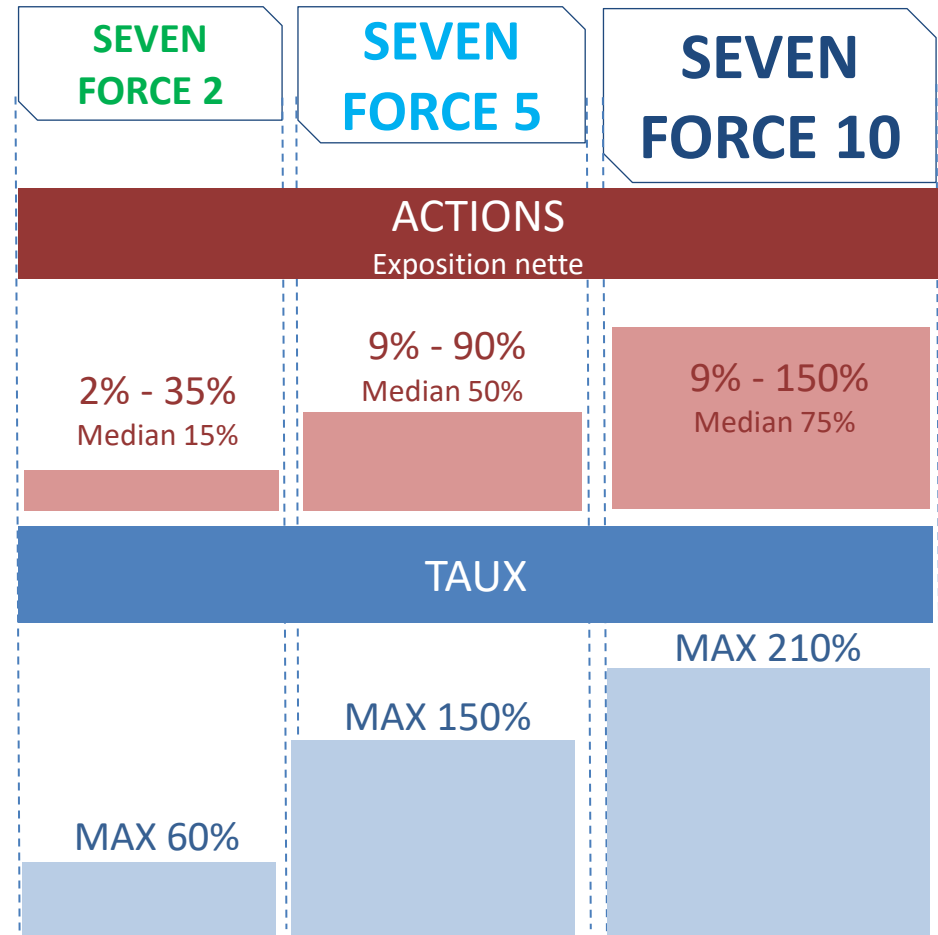 SEVEN
FORCE 2
SEVEN
FORCE 5
SEVEN
FORCE 10
ACTIONS
Exposition nette
2% - 35%
Median 15%
9% - 90%
Median 50%
9% - 150%
Median 75%
TAUX
MAX 60%
MAX 150%
MAX 210%